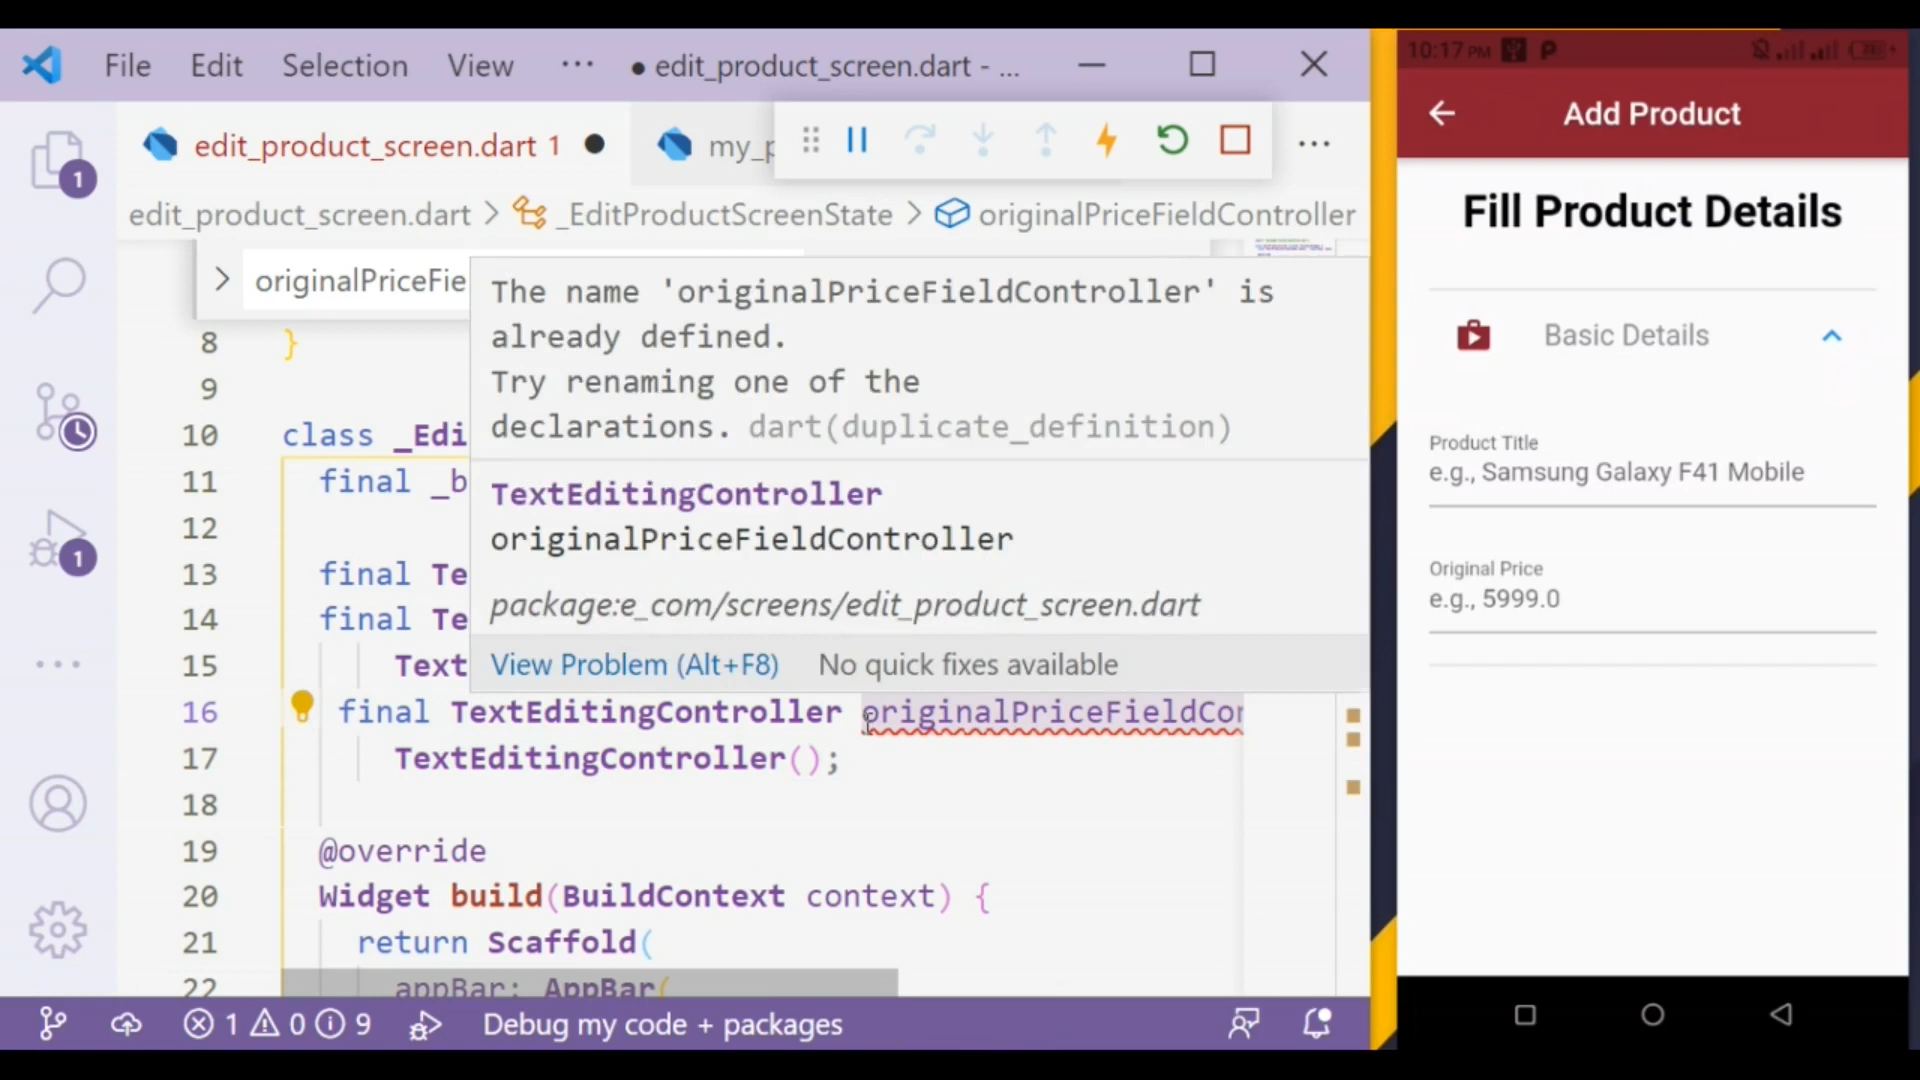 File Edit Selection View ··· ● edit_product_screen.dart - ...
edit_product_screen.dart 1 ●
my_p
edit_product_screen.dart > _EditProductScreenState > originalPriceFieldController
originalPriceFie
The name 'originalPriceFieldController' is
already defined.
Try renaming one of the
declarations. dart(duplicate_definition)
TextEditingController
originalPriceFieldController
package:e_com/screens/edit_product_screen.dart
View Problem (Alt+F8) No quick fixes available
8 }
9
10 class _Edi
11 final _b
12
13 final Te
14 final Te
15 Text
16 final TextEditingController originalPriceFieldCon
17 TextEditingController();
18
19 @override
20 Widget build(BuildContext context) {
21 return Scaffold(
22 appBar: AppBar(
1
1
1 0 9 Debug my code + packages
10:17 PM
Add Product
Fill Product Details
Basic Details
Product Title
e.g., Samsung Galaxy F41 Mobile
Original Price
e.g., 5999.0